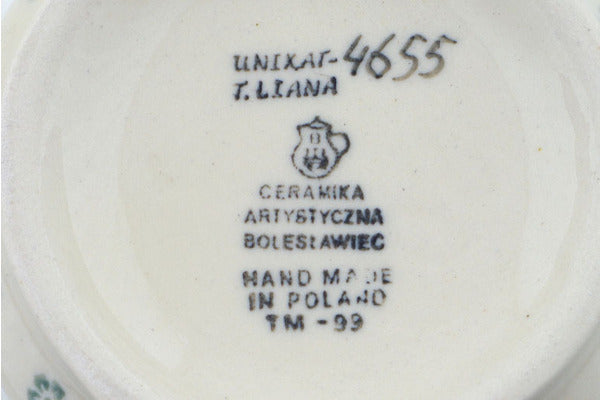 UNIKAT-4655
T.LIANA
B
CERAMIKA
ARTYSTYCZNA
BOLESŁAWIEC
HAND MADE
IN POLAND
TM -99